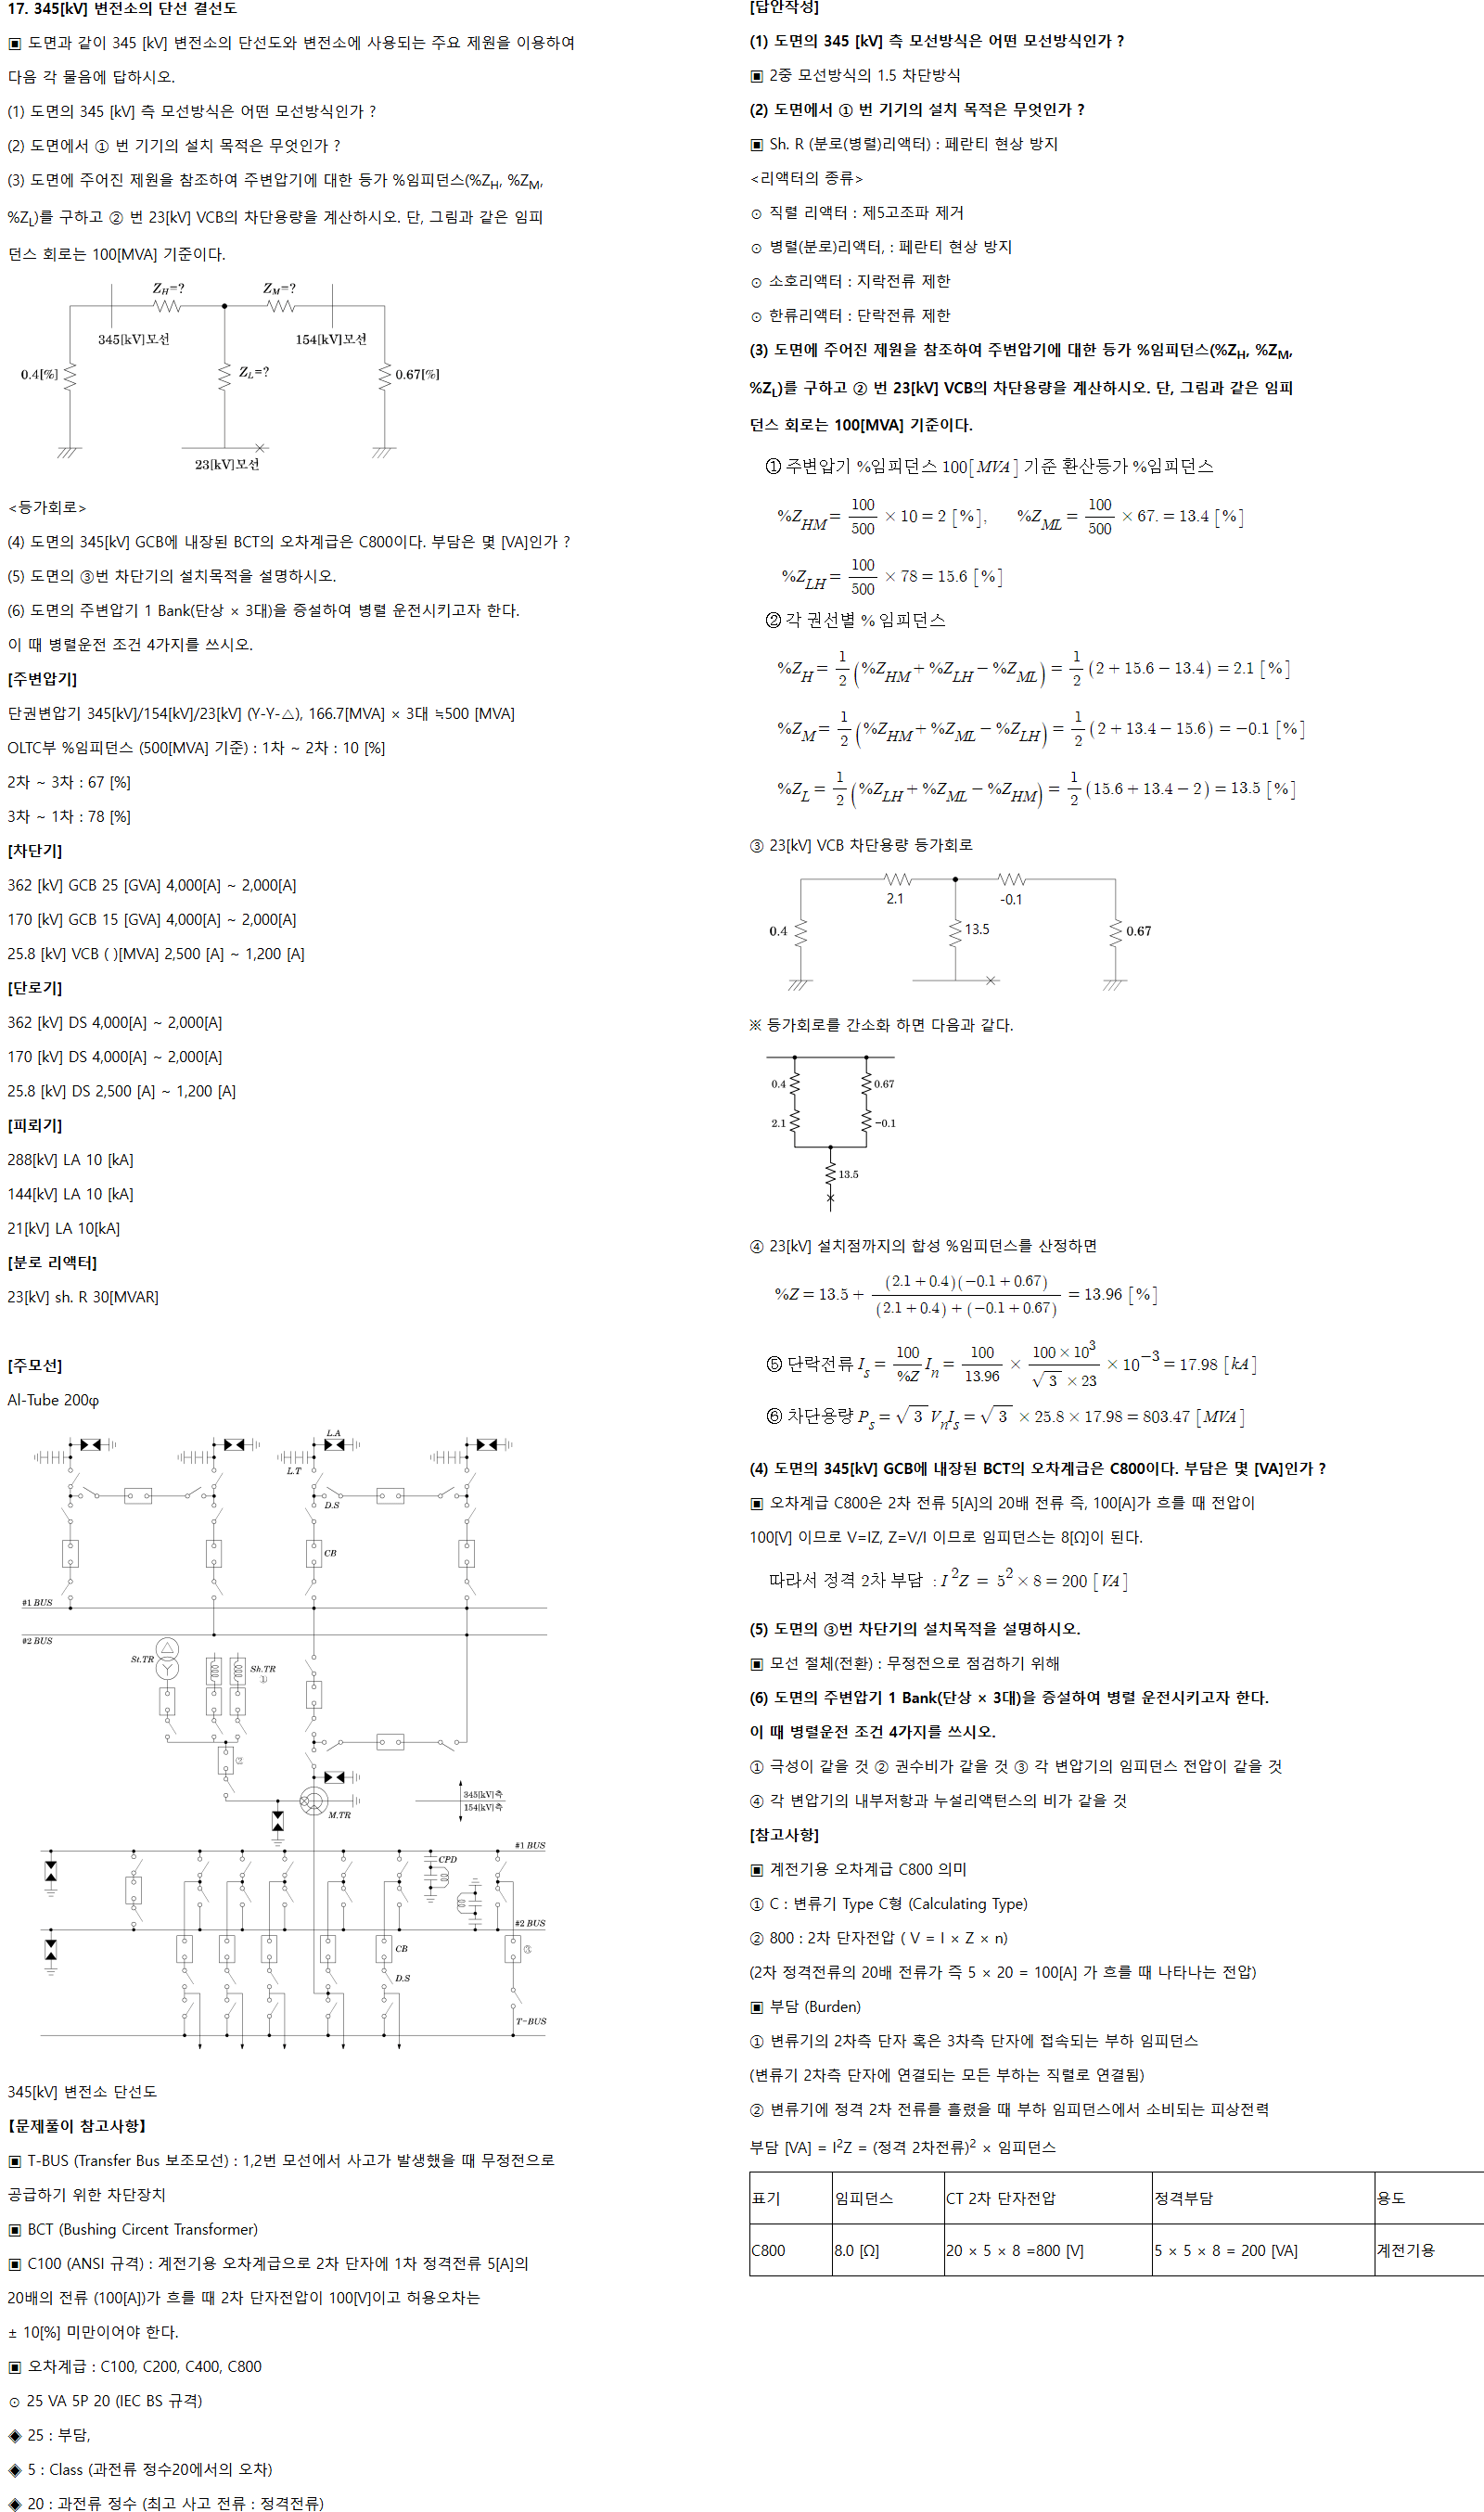 17. 345[kV] 변전소의 단선 결선도
▣ 도면과 같이 345 [kV] 변전소의 단선도와 변전소에 사용되는 주요 제원을 이용하여
다음 각 물음에 답하시오.
(1) 도면의 345 [kV] 측 모선방식은 어떤 모선방식인가 ?
(2) 도면에서 ① 번 기기의 설치 목적은 무엇인가 ?
(3) 도면에 주어진 제원을 참조하여 주변압기에 대한 등가 %임피던스(%Z_H, %Z_M,
%Z_L)를 구하고 ② 번 23[kV] VCB의 차단용량을 계산하시오. 단, 그림과 같은 임피
던스 회로는 100[MVA] 기준이다.
Z_H=? Z_M=?
345[kV]모선 154[kV]모선
0.4[%] Z_L=? 0.67[%]
23[kV]모선
<등가회로>
(4) 도면의 345[kV] GCB에 내장된 BCT의 오차계급은 C800이다. 부담은 몇 [VA]인가 ?
(5) 도면의 ③번 차단기의 설치목적을 설명하시오.
(6) 도면의 주변압기 1 Bank(단상 × 3대)을 증설하여 병렬 운전시키고자 한다.
이 때 병렬운전 조건 4가지를 쓰시오.
[주변압기]
단권변압기 345[kV]/154[kV]/23[kV] (Y-Y-△), 166.7[MVA] × 3대 ≒500 [MVA]
OLTC부 %임피던스 (500[MVA] 기준) : 1차 ~ 2차 : 10 [%]
2차 ~ 3차 : 67 [%]
3차 ~ 1차 : 78 [%]
[차단기]
362 [kV] GCB 25 [GVA] 4,000[A] ~ 2,000[A]
170 [kV] GCB 15 [GVA] 4,000[A] ~ 2,000[A]
25.8 [kV] VCB ( )[MVA] 2,500 [A] ~ 1,200 [A]
[단로기]
362 [kV] DS 4,000[A] ~ 2,000[A]
170 [kV] DS 4,000[A] ~ 2,000[A]
25.8 [kV] DS 2,500 [A] ~ 1,200 [A]
[피뢰기]
288[kV] LA 10 [kA]
144[kV] LA 10 [kA]
21[kV] LA 10[kA]
[분로 리액터]
23[kV] sh. R 30[MVAR]
[주모선]
Al-Tube 200φ
L.A
L.T
D.S
CB
#1 BUS
#2 BUS
St.TR
Sh.TR
①
②
345[kV]측
154[kV]측
M.TR
#1 BUS
CPD
#2 BUS
CB
③
D.S
T-BUS
345[kV] 변전소 단선도
【문제풀이 참고사항】
▣ T-BUS (Transfer Bus 보조모선) : 1,2번 모선에서 사고가 발생했을 때 무정전으로
공급하기 위한 차단장치
▣ BCT (Bushing Circent Transformer)
▣ C100 (ANSI 규격) : 계전기용 오차계급으로 2차 단자에 1차 정격전류 5[A]의
20배의 전류 (100[A])가 흐를 때 2차 단자전압이 100[V]이고 허용오차는
± 10[%] 미만이어야 한다.
▣ 오차계급 : C100, C200, C400, C800
⊙ 25 VA 5P 20 (IEC BS 규격)
◈ 25 : 부담,
◈ 5 : Class (과전류 정수20에서의 오차)
◈ 20 : 과전류 정수 (최고 사고 전류 : 정격전류)
[답안작성]
(1) 도면의 345 [kV] 측 모선방식은 어떤 모선방식인가 ?
▣ 2중 모선방식의 1.5 차단방식
(2) 도면에서 ① 번 기기의 설치 목적은 무엇인가 ?
▣ Sh. R (분로(병렬)리액터) : 페란티 현상 방지
<리액터의 종류>
⊙ 직렬 리액터 : 제5고조파 제거
⊙ 병렬(분로)리액터, : 페란티 현상 방지
⊙ 소호리액터 : 지락전류 제한
⊙ 한류리액터 : 단락전류 제한
(3) 도면에 주어진 제원을 참조하여 주변압기에 대한 등가 %임피던스(%Z_H, %Z_M,
%Z_L)를 구하고 ② 번 23[kV] VCB의 차단용량을 계산하시오. 단, 그림과 같은 임피
던스 회로는 100[MVA] 기준이다.
① 주변압기 %임피던스 100[MVA] 기준 환산등가 %임피던스
%Z_HM = 100/500 × 10 = 2 [%], %Z_ML = 100/500 × 67. = 13.4 [%]
%Z_LH = 100/500 × 78 = 15.6 [%]
② 각 권선별 % 임피던스
%Z_H = 1/2 (%Z_HM + %Z_LH − %Z_ML) = 1/2 (2 + 15.6 − 13.4) = 2.1 [%]
%Z_M = 1/2 (%Z_HM + %Z_ML − %Z_LH) = 1/2 (2 + 13.4 − 15.6) = −0.1 [%]
%Z_L = 1/2 (%Z_LH + %Z_ML − %Z_HM) = 1/2 (15.6 + 13.4 − 2) = 13.5 [%]
③ 23[kV] VCB 차단용량 등가회로
2.1 -0.1
0.4 13.5 0.67
※ 등가회로를 간소화 하면 다음과 같다.
0.4 0.67
2.1 −0.1
13.5
④ 23[kV] 설치점까지의 합성 %임피던스를 산정하면
%Z = 13.5 + (2.1 + 0.4)(−0.1 + 0.67) / (2.1 + 0.4) + (−0.1 + 0.67) = 13.96 [%]
⑤ 단락전류 I_s = 100/%Z I_n = 100/13.96 × 100 × 10^3 / √3 × 23 × 10^−3 = 17.98 [kA]
⑥ 차단용량 P_s = √3 V_n I_s = √3 × 25.8 × 17.98 = 803.47 [MVA]
(4) 도면의 345[kV] GCB에 내장된 BCT의 오차계급은 C800이다. 부담은 몇 [VA]인가 ?
▣ 오차계급 C800은 2차 전류 5[A]의 20배 전류 즉, 100[A]가 흐를 때 전압이
100[V] 이므로 V=IZ, Z=V/I 이므로 임피던스는 8[Ω]이 된다.
따라서 정격 2차 부담 : I^2 Z = 5^2 × 8 = 200 [VA]
(5) 도면의 ③번 차단기의 설치목적을 설명하시오.
▣ 모선 절체(전환) : 무정전으로 점검하기 위해
(6) 도면의 주변압기 1 Bank(단상 × 3대)을 증설하여 병렬 운전시키고자 한다.
이 때 병렬운전 조건 4가지를 쓰시오.
① 극성이 같을 것 ② 권수비가 같을 것 ③ 각 변압기의 임피던스 전압이 같을 것
④ 각 변압기의 내부저항과 누설리액턴스의 비가 같을 것
[참고사항]
▣ 계전기용 오차계급 C800 의미
① C : 변류기 Type C형 (Calculating Type)
② 800 : 2차 단자전압 ( V = I × Z × n)
(2차 정격전류의 20배 전류가 즉 5 × 20 = 100[A] 가 흐를 때 나타나는 전압)
▣ 부담 (Burden)
① 변류기의 2차측 단자 혹은 3차측 단자에 접속되는 부하 임피던스
(변류기 2차측 단자에 연결되는 모든 부하는 직렬로 연결됨)
② 변류기에 정격 2차 전류를 흘렸을 때 부하 임피던스에서 소비되는 피상전력
부담 [VA] = I²Z = (정격 2차전류)² × 임피던스
표기 임피던스 CT 2차 단자전압 정격부담 용도
C800 8.0 [Ω] 20 × 5 × 8 =800 [V] 5 × 5 × 8 = 200 [VA] 계전기용